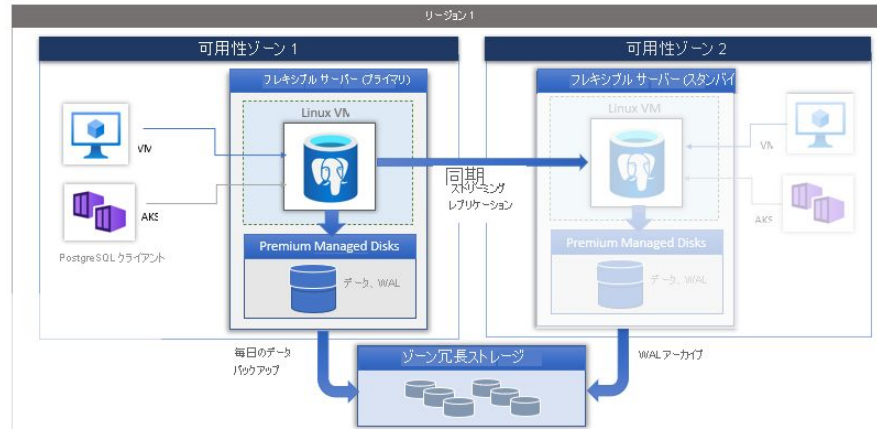 リージョン 1
可用性ゾーン 1
可用性ゾーン 2
フレキシブル サーバー (プライマリ)
フレキシブル サーバー (スタンバイ
Linux VM
Linux VM
VM
VM
同期
ストリーミング
レプリケーション
AKS
AKS
PostgreSQL クライアント
Premium Managed Disks
Premium Managed Disks
データ、WAL
データ、WAL
毎日のデータ
バックアップ
ゾーン冗長ストレージ
WAL アーカイブ